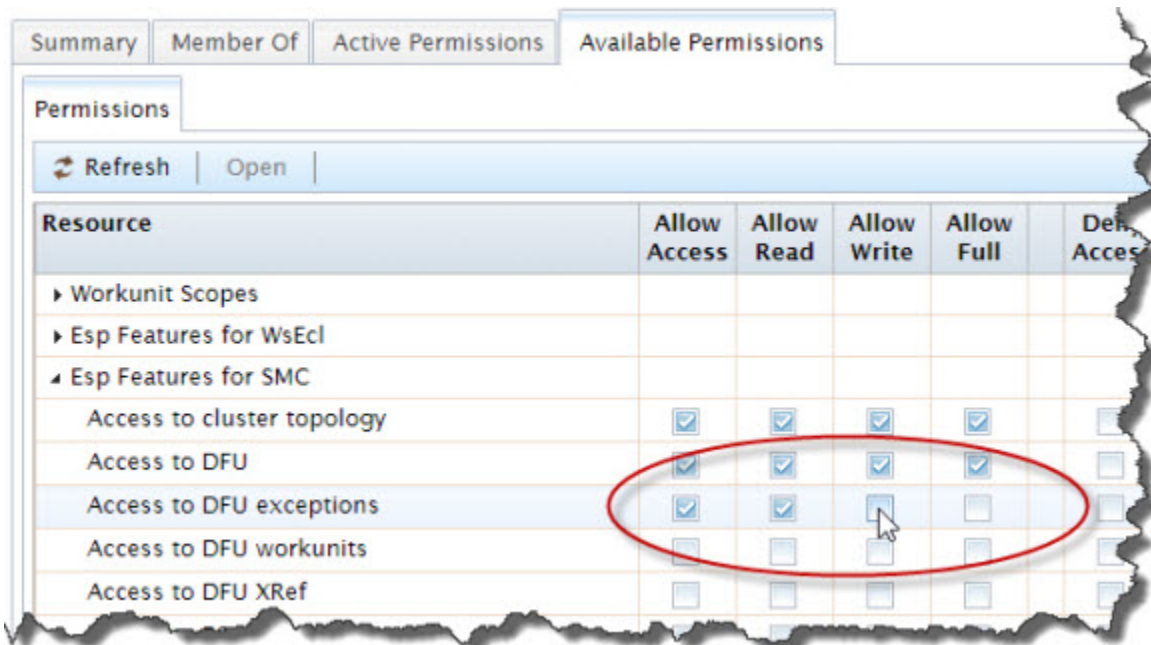 Summary Member Of Active Permissions Available Permissions
Permissions
Refresh Open
Resource Allow Access Allow Read Allow Write Allow Full
Workunit Scopes
Esp Features for WsEcl
Esp Features for SMC
Access to cluster topology
Access to DFU
Access to DFU exceptions
Access to DFU workunits
Access to DFU XRef